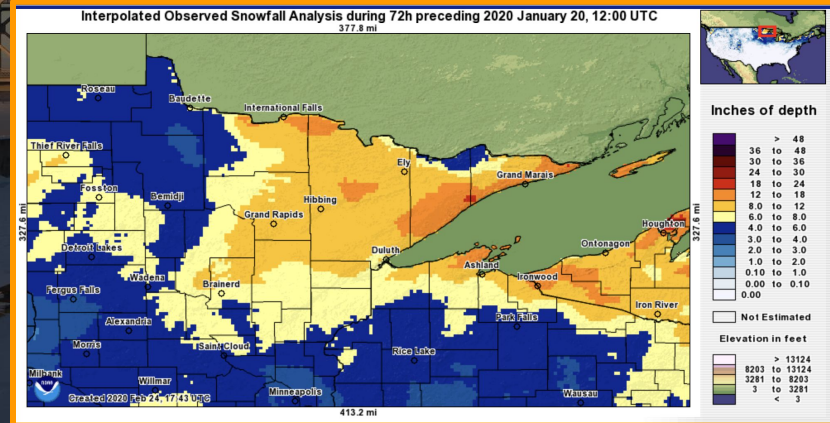 Interpolated Observed Snowfall Analysis during 72h preceding 2020 January 20, 12:00 UTC
377.8 mi
Roseau
Baudette
International Falls
Thief River Falls
Ely
Grand Marais
Fosston
Bemidji
Hibbing
Grand Rapids
Houghton
327.6 mi
327.6 mi
Detroit Lakes
Duluth
Ontonagon
Ashland
Wadena
Brainerd
Ironwood
Fergus Falls
Iron River
Alexandria
Park Falls
Morris
Saint Cloud
Rice Lake
Milbank
Willmar
Minneapolis
Wausau
NOAA
Created 2020 Feb 24, 17:43 UTC
413.2 mi
Inches of depth
> 48
36 to 48
30 to 36
24 to 30
18 to 24
12 to 18
8.0 to 12
6.0 to 8.0
4.0 to 6.0
3.0 to 4.0
2.0 to 3.0
1.0 to 2.0
0.10 to 1.0
0.00 to 0.10
0.00
Not Estimated
Elevation in feet
> 13124
8203 to 13124
3281 to 8203
3 to 3281
< 3